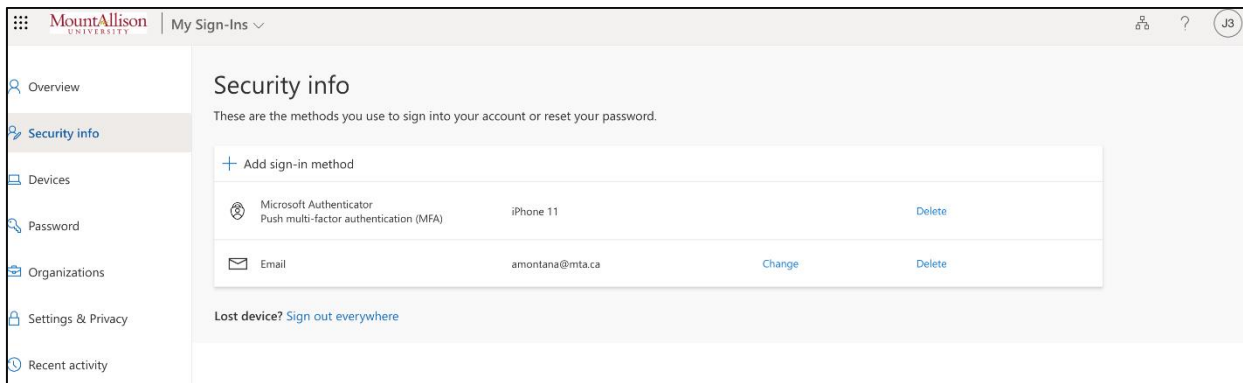 MountAllison
UNIVERSITY
My Sign-Ins
J3
Overview
Security info
Devices
Password
Organizations
Settings & Privacy
Recent activity
Security info
These are the methods you use to sign into your account or reset your password.
Add sign-in method
Microsoft Authenticator
Push multi-factor authentication (MFA)
iPhone 11
Delete
Email
amontana@mta.ca
Change
Delete
Lost device? Sign out everywhere